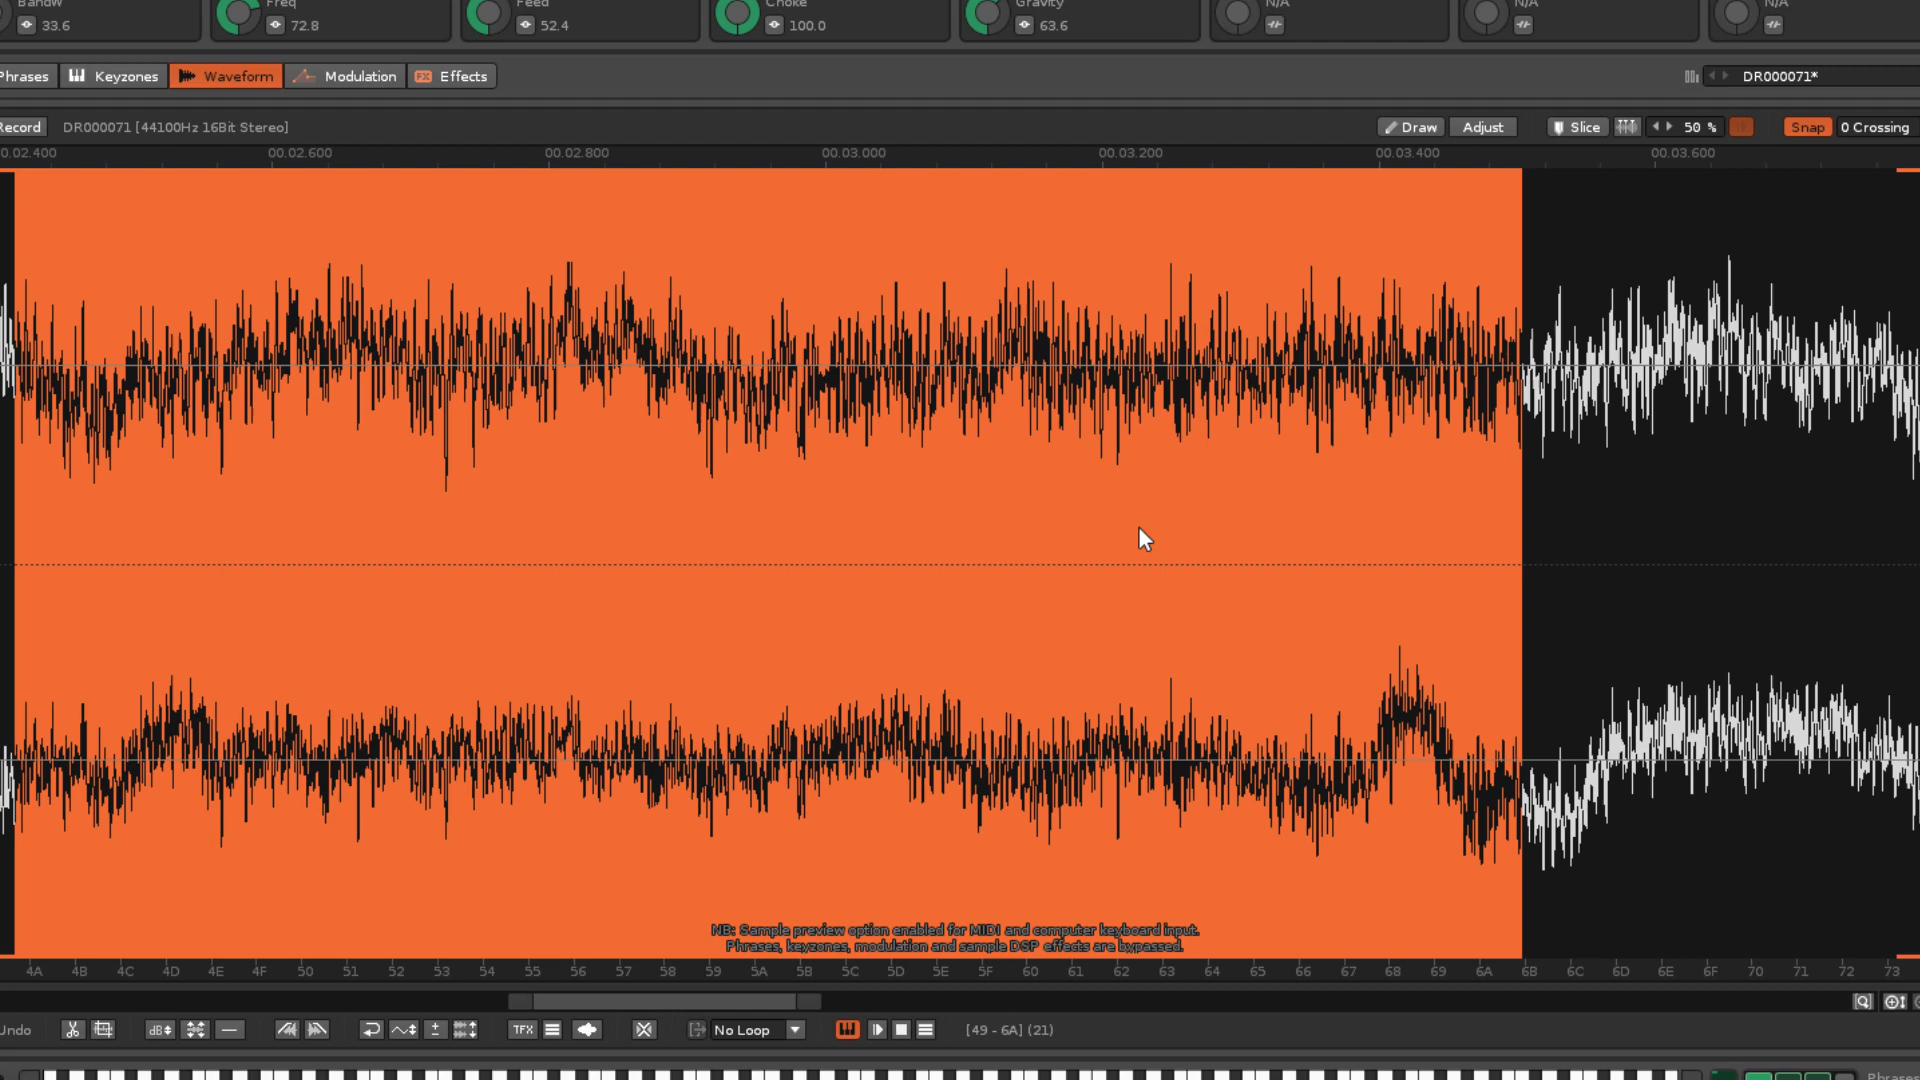 BandW Freq Feed Choke Gravity N/A N/A N/A
33.6 72.8 52.4 100.0 63.6
Phrases Keyzones Waveform Modulation FX Effects DR000071*
Record DR000071 [44100Hz 16Bit Stereo] Draw Adjust Slice 50 % Snap 0 Crossing
0.02.400 00.02.600 00.02.800 00.03.000 00.03.200 00.03.400 00.03.600
NB: Sample preview option enabled for MIDI and computer keyboard input.
Phrases, keyzones, modulation and sample DSP effects are bypassed.
4A 4B 4C 4D 4E 4F 50 51 52 53 54 55 56 57 58 59 5A 5B 5C 5D 5E 5F 60 61 62 63 64 65 66 67 68 69 6A 6B 6C 6D 6E 6F 70 71 72 73
Undo dB TFX No Loop [49 - 6A] (21)
Phrases